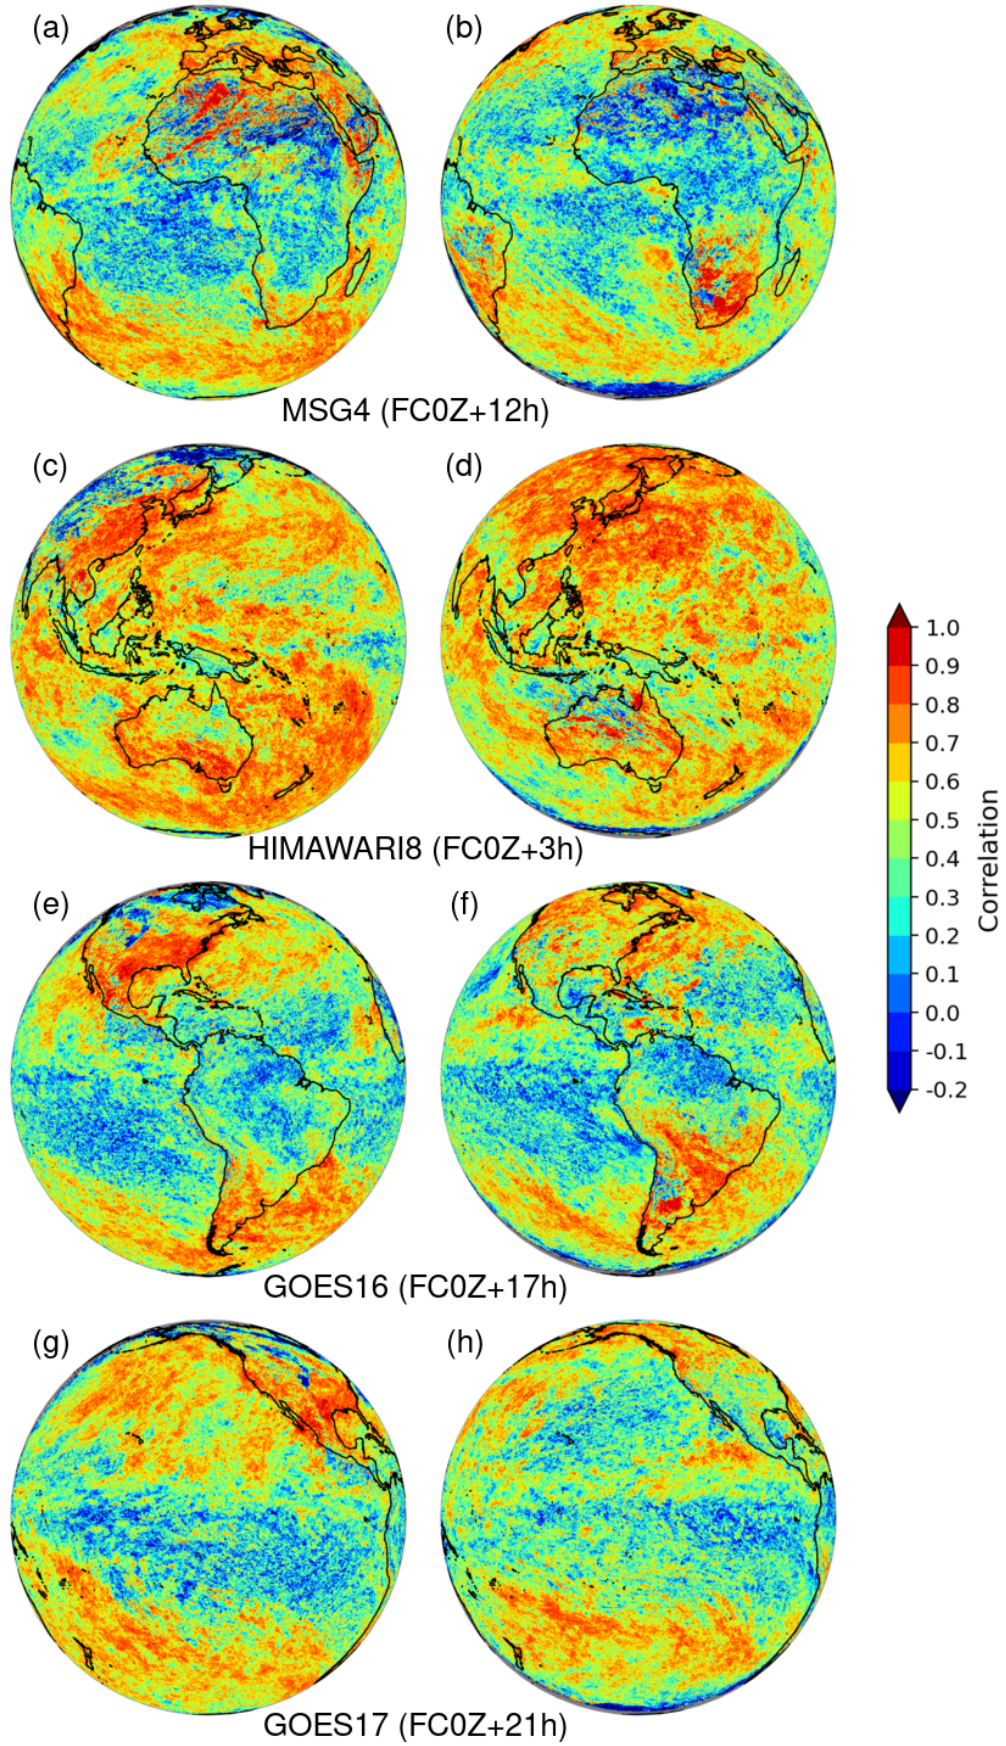 (a)
(b)
MSG4 (FC0Z+12h)
(c)
(d)
HIMAWARI8 (FC0Z+3h)
1.0
0.9
0.8
0.7
0.6
0.5
0.4
0.3
0.2
0.1
0.0
-0.1
-0.2
Correlation
(e)
(f)
GOES16 (FC0Z+17h)
(g)
(h)
GOES17 (FC0Z+21h)